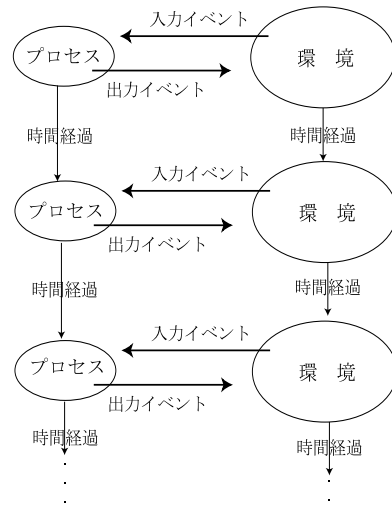 入力イベント
プロセス
環 境
出力イベント
時間経過
時間経過
入力イベント
プロセス
環 境
出力イベント
時間経過
時間経過
入力イベント
プロセス
環 境
出力イベント
時間経過
時間経過